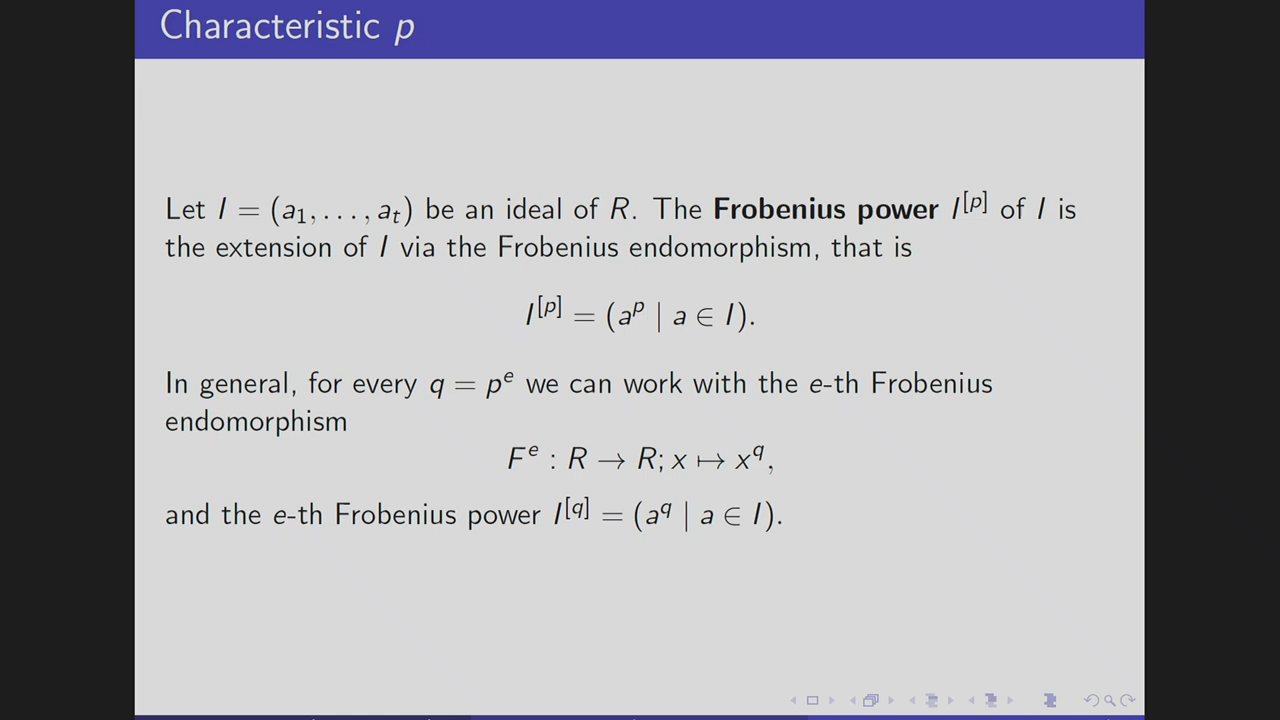 Characteristic p
Let I = (a₁, . . . , aₜ) be an ideal of R. The Frobenius power I^[p] of I is
the extension of I via the Frobenius endomorphism, that is
I^[p] = (a^p | a ∈ I).
In general, for every q = p^e we can work with the e-th Frobenius
endomorphism
F^e : R → R; x ↦ x^q,
and the e-th Frobenius power I^[q] = (a^q | a ∈ I).